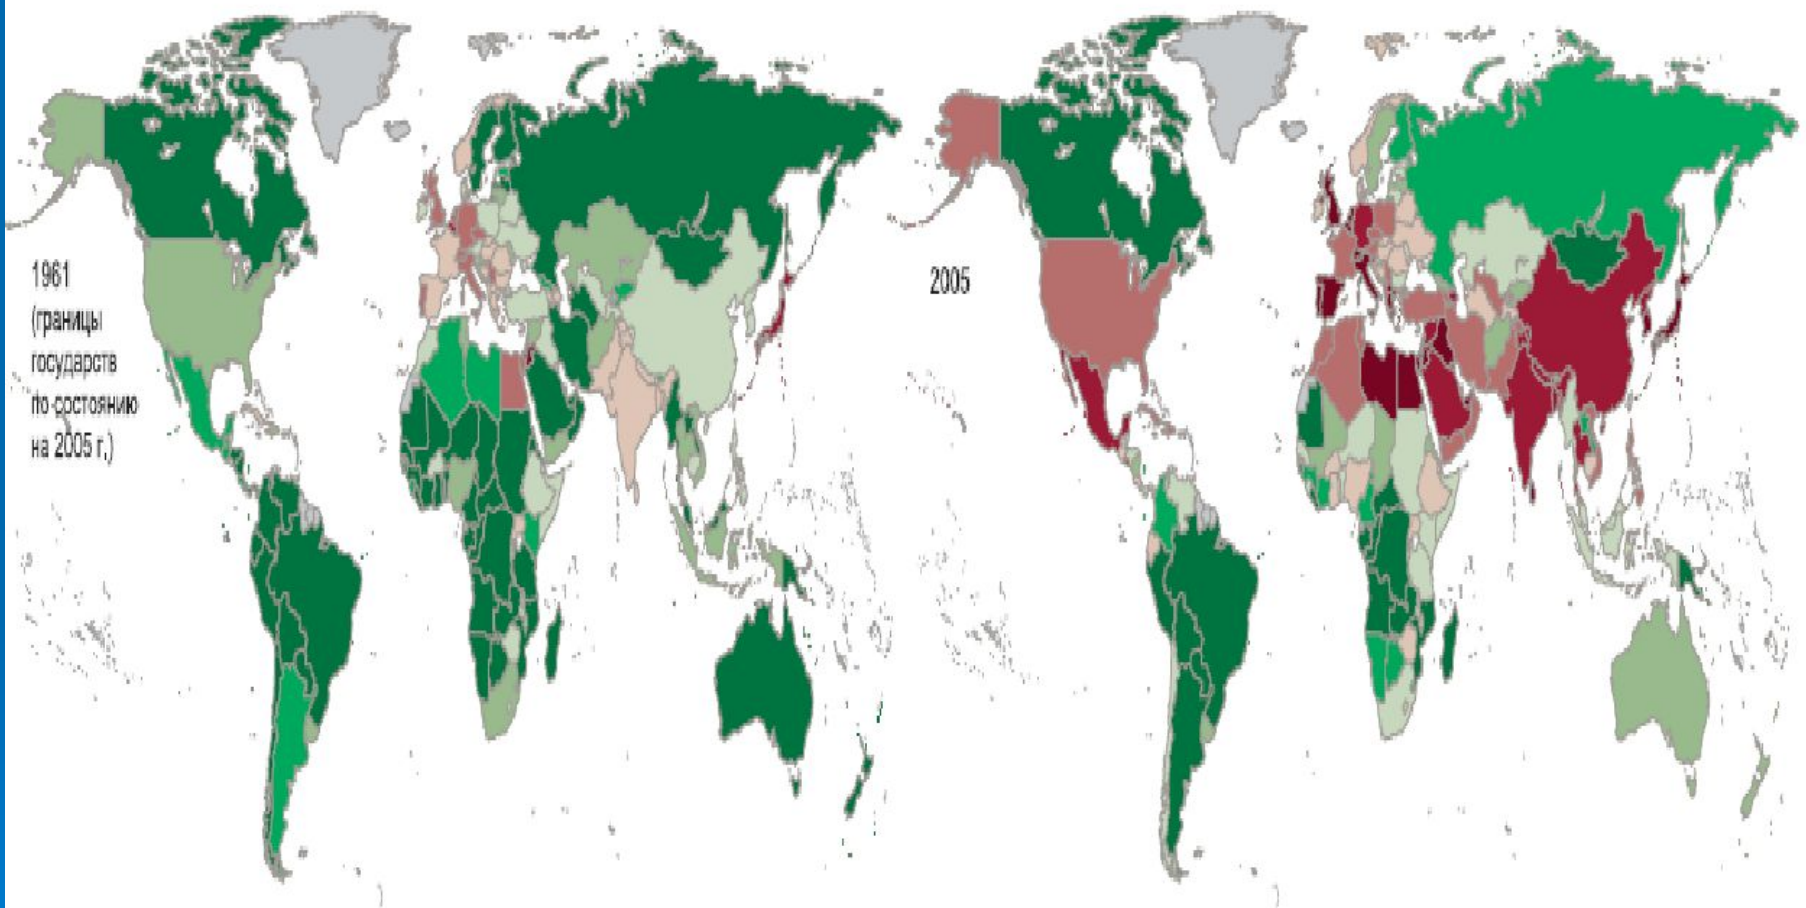 1961
(границы
государств
по состоянию
на 2005 г.)
2005